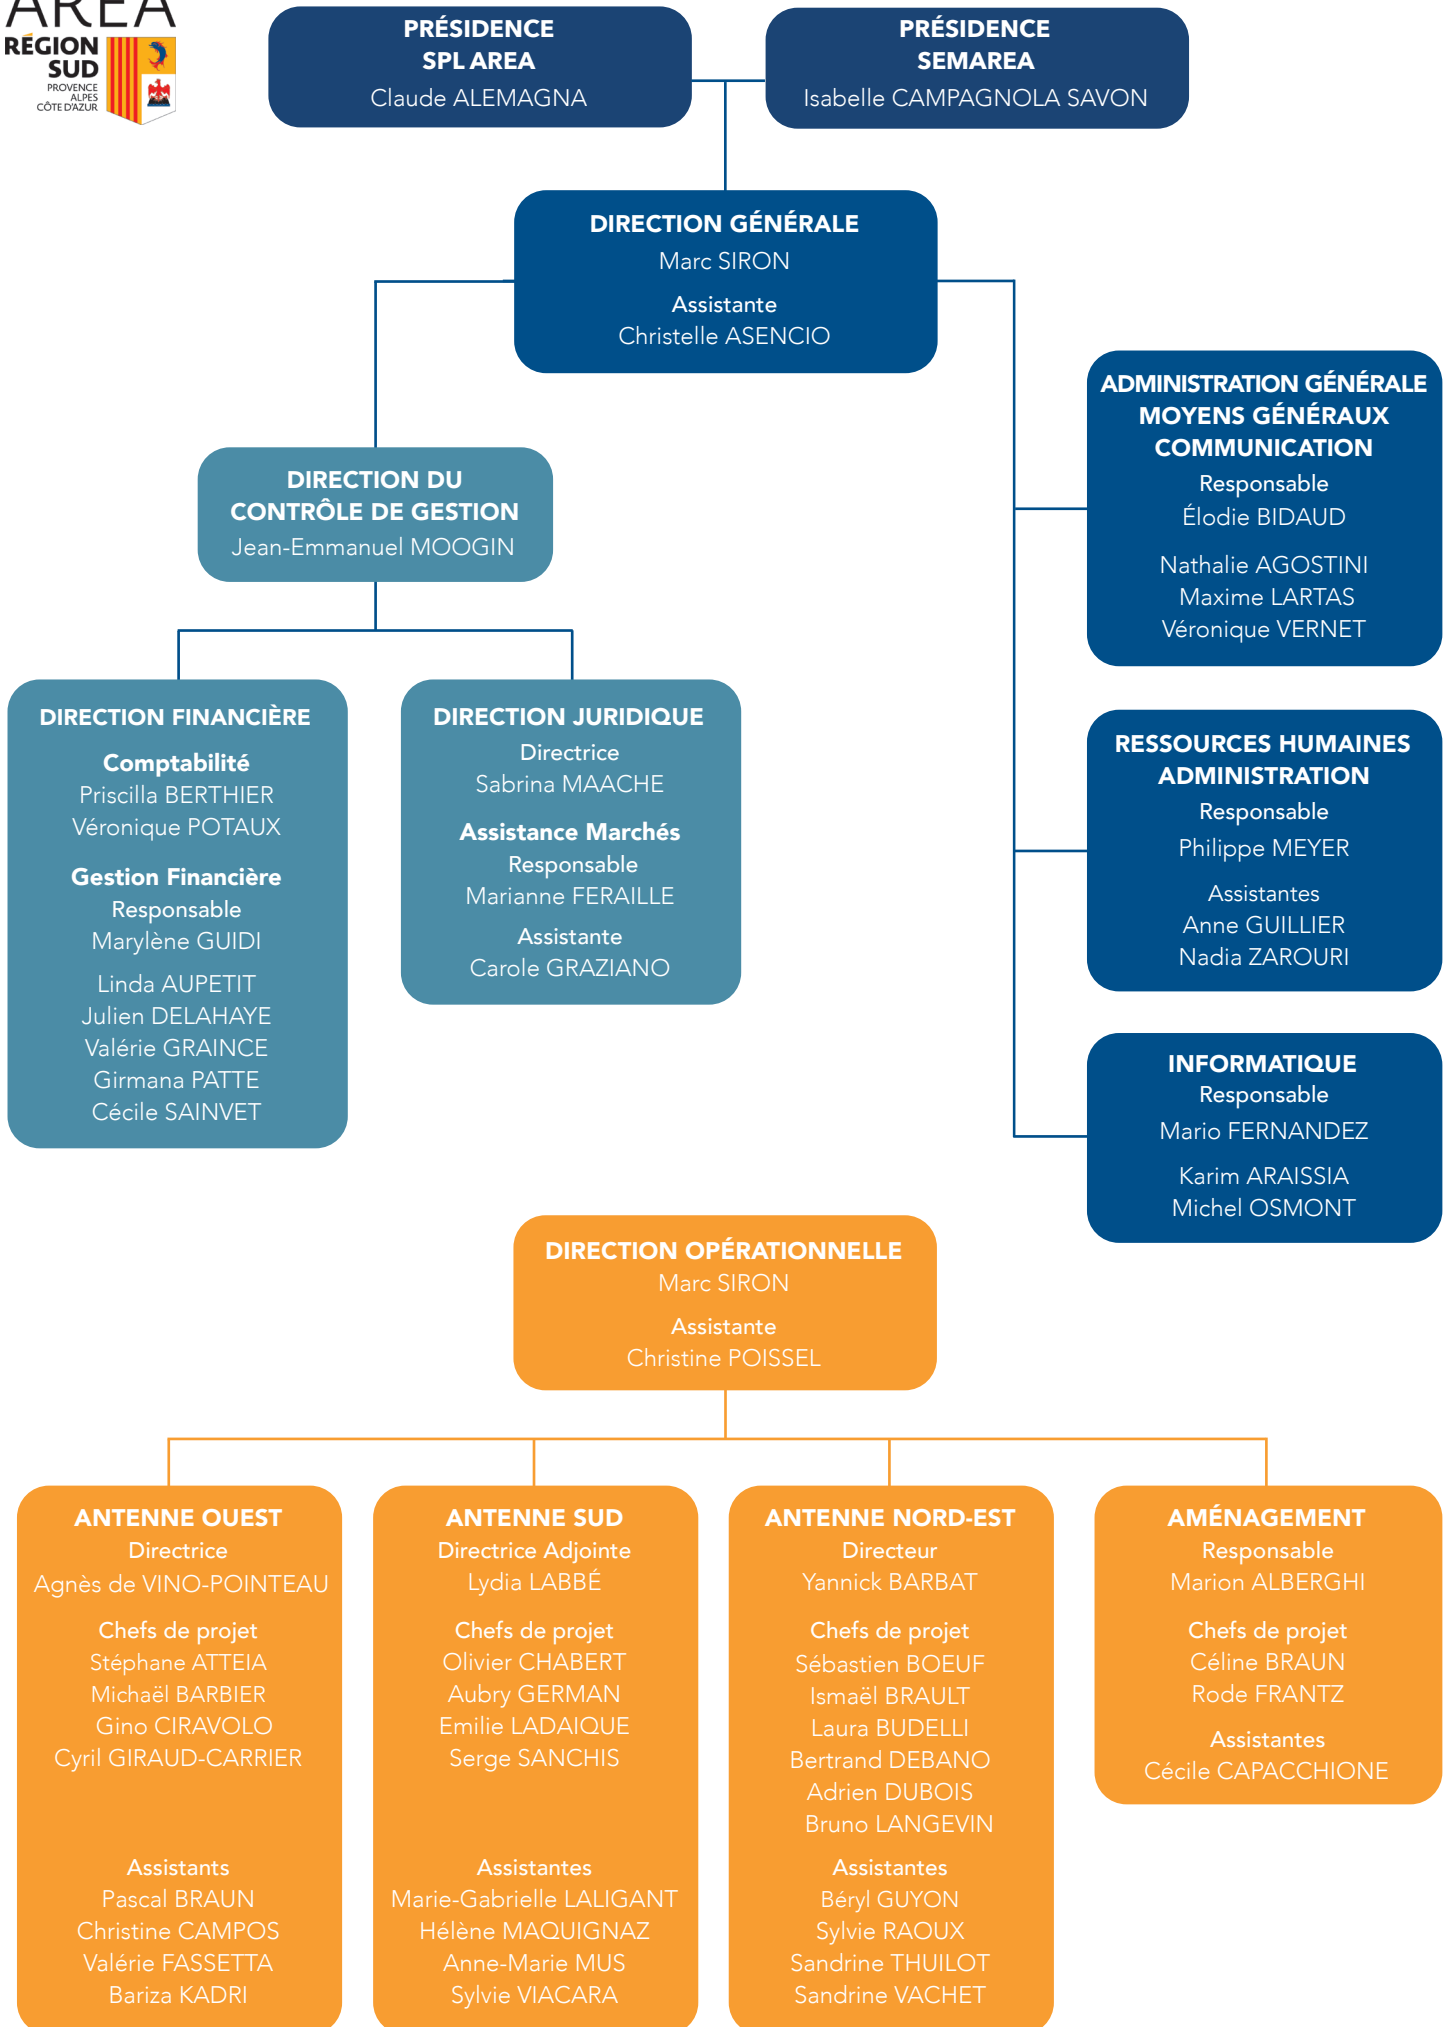 AREA
RÉGION
SUD
PROVENCE
ALPES
CÔTE D'AZUR
PRÉSIDENCE
SPL AREA
Claude ALEMAGNA
PRÉSIDENCE
SEMAREA
Isabelle CAMPAGNOLA SAVON
DIRECTION GÉNÉRALE
Marc SIRON
Assistante
Christelle ASENCIO
ADMINISTRATION GÉNÉRALE
MOYENS GÉNÉRAUX
COMMUNICATION
Responsable
Élodie BIDAUD
Nathalie AGOSTINI
Maxime LARTAS
Véronique VERNET
DIRECTION DU
CONTRÔLE DE GESTION
Jean-Emmanuel MOOGIN
DIRECTION FINANCIÈRE
Comptabilité
Priscilla BERTHIER
Véronique POTAUX
Gestion Financière
Responsable
Marylène GUIDI
Linda AUPETIT
Julien DELAHAYE
Valérie GRAINCE
Girmana PATTE
Cécile SAINVET
DIRECTION JURIDIQUE
Directrice
Sabrina MAACHE
Assistance Marchés
Responsable
Marianne FERAILLE
Assistante
Carole GRAZIANO
RESSOURCES HUMAINES
ADMINISTRATION
Responsable
Philippe MEYER
Assistantes
Anne GUILLIER
Nadia ZAROURI
INFORMATIQUE
Responsable
Mario FERNANDEZ
Karim ARAISSIA
Michel OSMONT
DIRECTION OPÉRATIONNELLE
Marc SIRON
Assistante
Christine POISSEL
ANTENNE OUEST
Directrice
Agnès de VINO-POINTEAU
Chefs de projet
Stéphane ATTEIA
Michaël BARBIER
Gino CIRAVOLO
Cyril GIRAUD-CARRIER
Assistants
Pascal BRAUN
Christine CAMPOS
Valérie FASSETTA
Bariza KADRI
ANTENNE SUD
Directrice Adjointe
Lydia LABBÉ
Chefs de projet
Olivier CHABERT
Aubry GERMAN
Emilie LADAIQUE
Serge SANCHIS
Assistantes
Marie-Gabrielle LALIGANT
Hélène MAQUIGNAZ
Anne-Marie MUS
Sylvie VIACARA
ANTENNE NORD-EST
Directeur
Yannick BARBAT
Chefs de projet
Sébastien BOEUF
Ismaël BRAULT
Laura BUDELLI
Bertrand DEBANO
Adrien DUBOIS
Bruno LANGEVIN
Assistantes
Béryl GUYON
Sylvie RAOUX
Sandrine THUILOT
Sandrine VACHET
AMÉNAGEMENT
Responsable
Marion ALBERGHI
Chefs de projet
Céline BRAUN
Rode FRANTZ
Assistantes
Cécile CAPACCHIONE